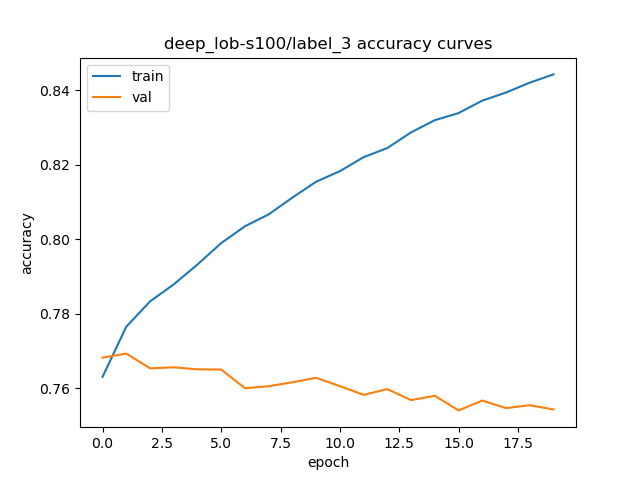 deep_lob-s100/label_3 accuracy curves
train
val
0.84
0.82
0.80
0.78
0.76
accuracy
0.0 2.5 5.0 7.5 10.0 12.5 15.0 17.5
epoch